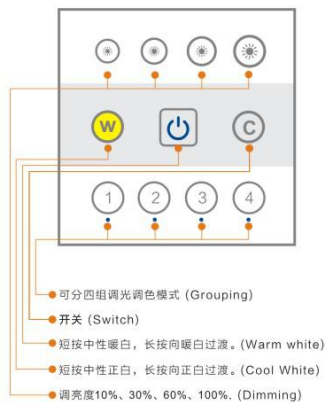 W
C
1 2 3 4
可分四组调光调色模式 (Grouping)
开关 (Switch)
短按中性暖白，长按向暖白过渡。(Warm white)
短按中性正白，长按向正白过渡。(Cool White)
调亮度10%、30%、60%、100%. (Dimming)